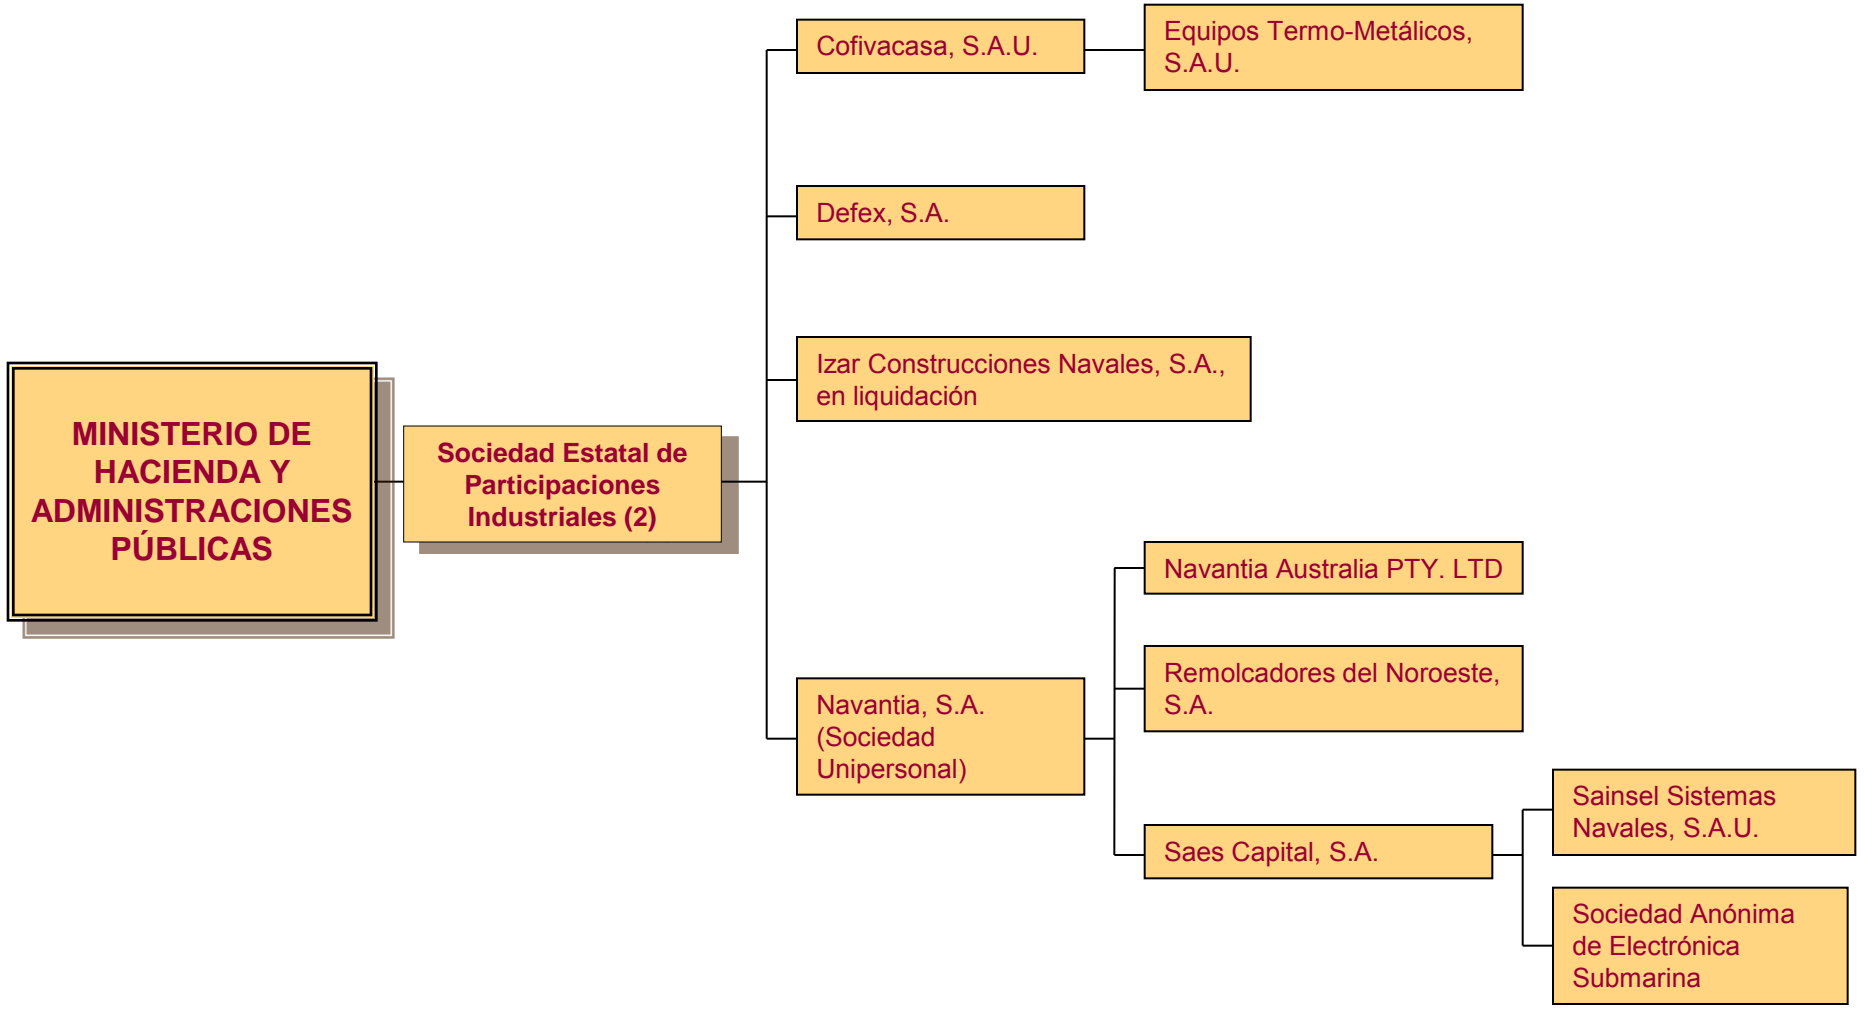 MINISTERIO DE
HACIENDA Y
ADMINISTRACIONES
PÚBLICAS
Sociedad Estatal de
Participaciones
Industriales (2)
Cofivacasa, S.A.U.
Equipos Termo-Metálicos,
S.A.U.
Defex, S.A.
Izar Construcciones Navales, S.A.,
en liquidación
Navantia, S.A.
(Sociedad
Unipersonal)
Navantia Australia PTY. LTD
Remolcadores del Noroeste,
S.A.
Saes Capital, S.A.
Sainsel Sistemas
Navales, S.A.U.
Sociedad Anónima
de Electrónica
Submarina